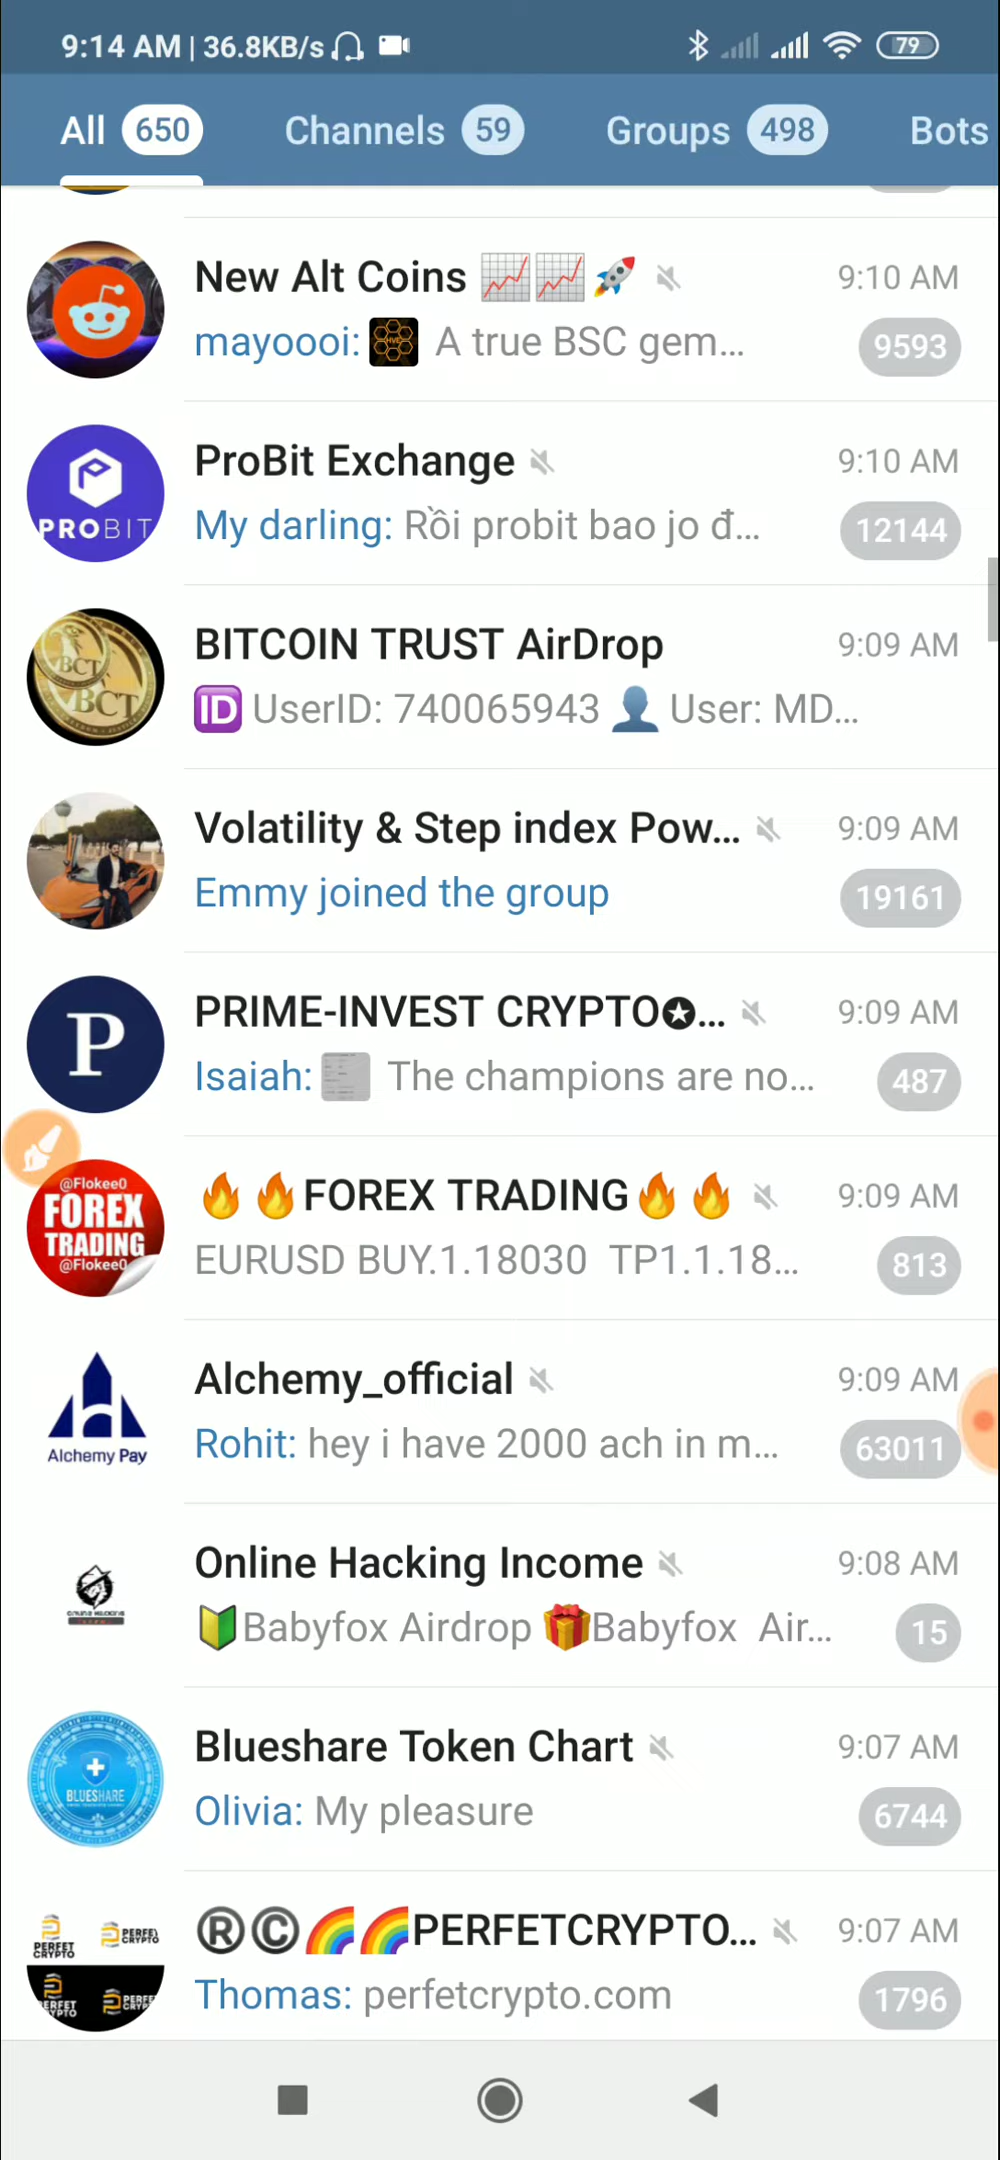 9:14 AM | 36.8KB/s 79
All 650 Channels 59 Groups 498 Bots
New Alt Coins 📈📈🚀 9:10 AM
mayoooi: A true BSC gem... 9593
ProBit Exchange 9:10 AM
PROBIT
My darling: Rồi probit bao jo đ... 12144
BITCOIN TRUST AirDrop 9:09 AM
BCT
BCT
🆔 UserID: 740065943 👤 User: MD...
Volatility & Step index Pow... 9:09 AM
Emmy joined the group 19161
P
PRIME-INVEST CRYPTO✪... 9:09 AM
Isaiah: The champions are no... 487
@Flokee0
FOREX
TRADING
@Flokee0
🔥🔥FOREX TRADING🔥🔥 9:09 AM
EURUSD BUY.1.18030 TP1.1.18... 813
Alchemy Pay
Alchemy_official 9:09 AM
Rohit: hey i have 2000 ach in m... 63011
Online Hacking Income 9:08 AM
🔰Babyfox Airdrop 🎁Babyfox Air... 15
BLUESHARE
Blueshare Token Chart 9:07 AM
Olivia: My pleasure 6744
PERFET
CRYPTO
®©🌈🌈PERFETCRYPTO... 9:07 AM
Thomas: perfetcrypto.com 1796